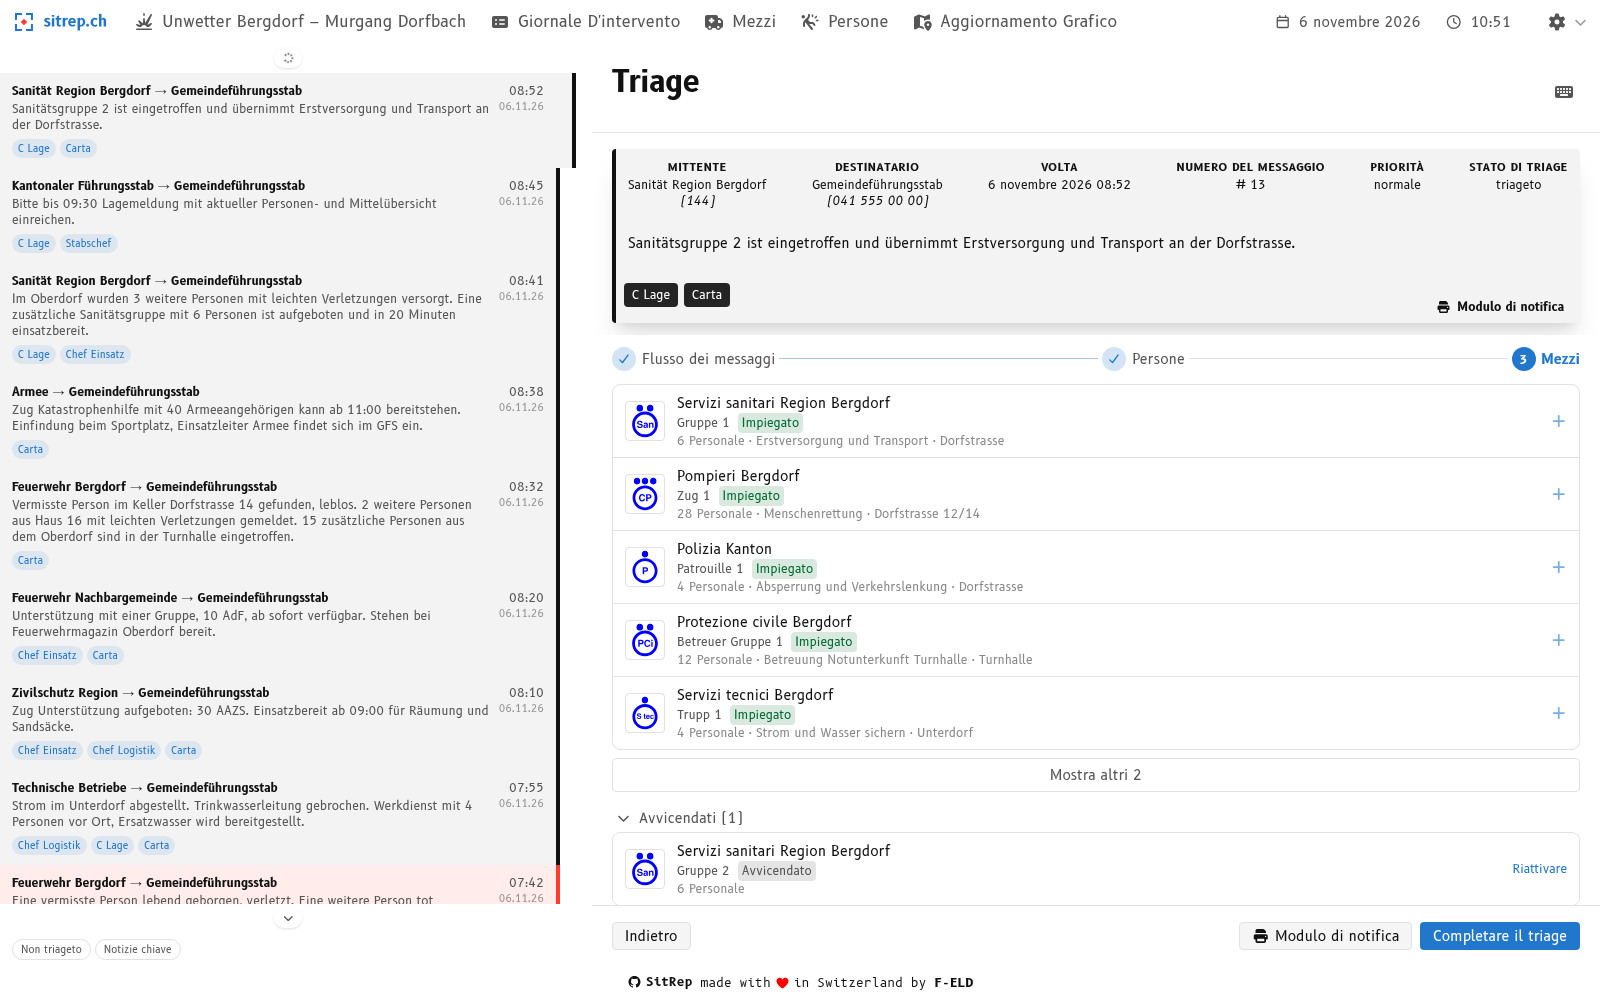 sitrep.ch
Unwetter Bergdorf – Murgang Dorfbach
Giornale D'intervento
Mezzi
Persone
Aggiornamento Grafico
6 novembre 2026
10:51
Sanität Region Bergdorf → Gemeindeführungsstab 08:52
Sanitätsgruppe 2 ist eingetroffen und übernimmt Erstversorgung und Transport an 06.11.26
der Dorfstrasse.
C Lage Carta
Kantonaler Führungsstab → Gemeindeführungsstab 08:45
Bitte bis 09:30 Lagemeldung mit aktueller Personen- und Mittelübersicht 06.11.26
einreichen.
C Lage Stabschef
Sanität Region Bergdorf → Gemeindeführungsstab 08:41
Im Oberdorf wurden 3 weitere Personen mit leichten Verletzungen versorgt. Eine 06.11.26
zusätzliche Sanitätsgruppe mit 6 Personen ist aufgeboten und in 20 Minuten
einsatzbereit.
C Lage Chef Einsatz
Armee → Gemeindeführungsstab 08:38
Zug Katastrophenhilfe mit 40 Armeeangehörigen kann ab 11:00 bereitstehen. 06.11.26
Einfindung beim Sportplatz, Einsatzleiter Armee findet sich im GFS ein.
Carta
Feuerwehr Bergdorf → Gemeindeführungsstab 08:32
Vermisste Person im Keller Dorfstrasse 14 gefunden, leblos. 2 weitere Personen 06.11.26
aus Haus 16 mit leichten Verletzungen gemeldet. 15 zusätzliche Personen aus
dem Oberdorf sind in der Turnhalle eingetroffen.
Carta
Feuerwehr Nachbargemeinde → Gemeindeführungsstab 08:20
Unterstützung mit einer Gruppe, 10 AdF, ab sofort verfügbar. Stehen bei 06.11.26
Feuerwehrmagazin Oberdorf bereit.
Chef Einsatz Carta
Zivilschutz Region → Gemeindeführungsstab 08:10
Zug Unterstützung aufgeboten: 30 AAZS. Einsatzbereit ab 09:00 für Räumung und 06.11.26
Sandsäcke.
Chef Einsatz Chef Logistik Carta
Technische Betriebe → Gemeindeführungsstab 07:55
Strom im Unterdorf abgestellt. Trinkwasserleitung gebrochen. Werkdienst mit 4 06.11.26
Personen vor Ort, Ersatzwasser wird bereitgestellt.
Chef Logistik C Lage Carta
Feuerwehr Bergdorf → Gemeindeführungsstab 07:42
Eine vermisste Person lebend geborgen, verletzt. Eine weitere Person tot 06.11.26
Non triageto Notizie chiave
Triage
MITTENTE DESTINATARIO VOLTA NUMERO DEL MESSAGGIO PRIORITÀ STATO DI TRIAGE
Sanität Region Bergdorf Gemeindeführungsstab 6 novembre 2026 08:52 # 13 normale triageto
[144] [041 555 00 00]
Sanitätsgruppe 2 ist eingetroffen und übernimmt Erstversorgung und Transport an der Dorfstrasse.
C Lage Carta
Modulo di notifica
Flusso dei messaggi Persone 3 Mezzi
Servizi sanitari Region Bergdorf
San
Gruppe 1 Impiegato
6 Personale · Erstversorgung und Transport · Dorfstrasse
Pompieri Bergdorf
CP
Zug 1 Impiegato
28 Personale · Menschenrettung · Dorfstrasse 12/14
Polizia Kanton
P
Patrouille 1 Impiegato
4 Personale · Absperrung und Verkehrslenkung · Dorfstrasse
Protezione civile Bergdorf
PCi
Betreuer Gruppe 1 Impiegato
12 Personale · Betreuung Notunterkunft Turnhalle · Turnhalle
Servizi tecnici Bergdorf
S tec
Trupp 1 Impiegato
4 Personale · Strom und Wasser sichern · Unterdorf
Mostra altri 2
Avvicendati (1)
Servizi sanitari Region Bergdorf
San
Gruppe 2 Avvicendato
Riattivare
6 Personale
Indietro
Modulo di notifica
Completare il triage
SitRep made with in Switzerland by F-ELD